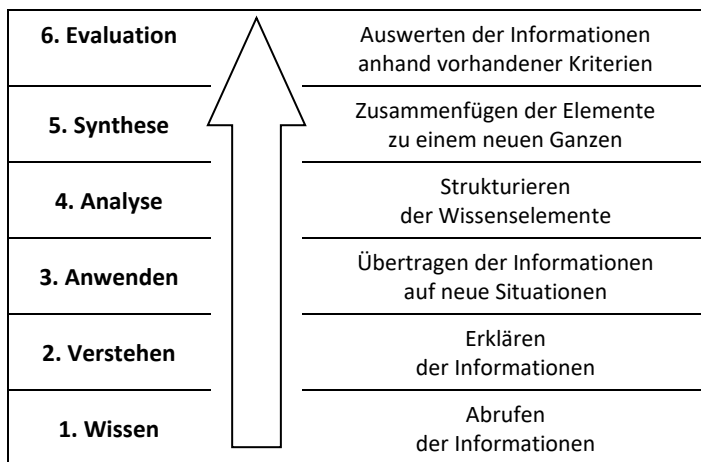 6. Evaluation
Auswerten der Informationen
anhand vorhandener Kriterien
5. Synthese
Zusammenfügen der Elemente
zu einem neuen Ganzen
4. Analyse
Strukturieren
der Wissenselemente
3. Anwenden
Übertragen der Informationen
auf neue Situationen
2. Verstehen
Erklären
der Informationen
1. Wissen
Abrufen
der Informationen